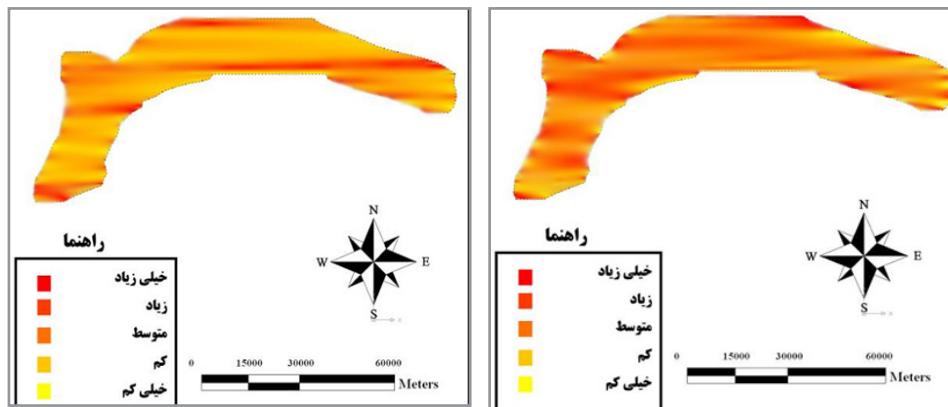 N
W E
S
راهنما
خیلی زیاد
زیاد
متوسط
کم
خیلی کم
0 15000 30000 60000
Meters
N
W E
S
راهنما
خیلی زیاد
زیاد
متوسط
کم
خیلی کم
0 15000 30000 60000
Meters